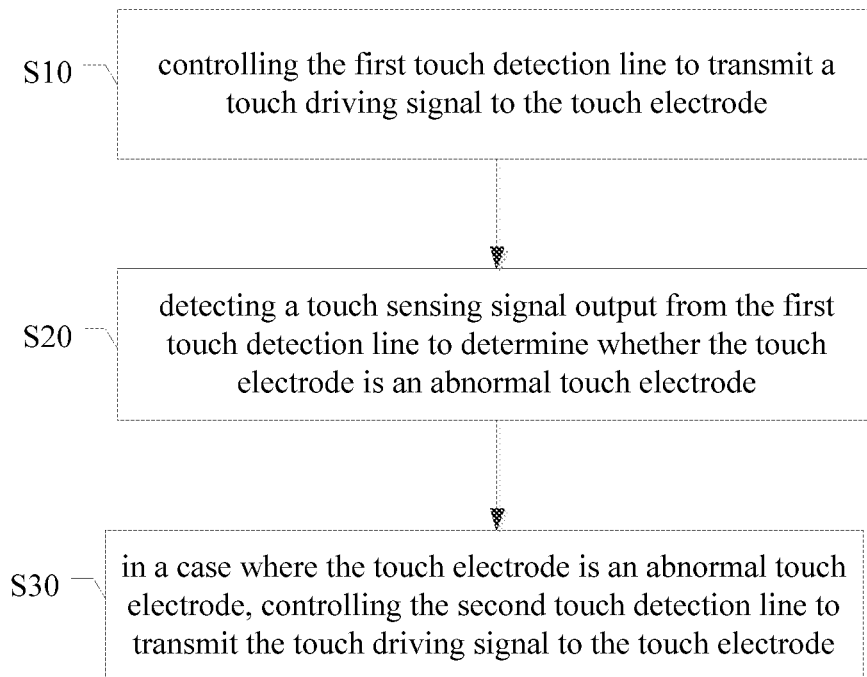 S10
controlling the first touch detection line to transmit a
touch driving signal to the touch electrode
S20
detecting a touch sensing signal output from the first
touch detection line to determine whether the touch
electrode is an abnormal touch electrode
S30
in a case where the touch electrode is an abnormal touch
electrode, controlling the second touch detection line to
transmit the touch driving signal to the touch electrode